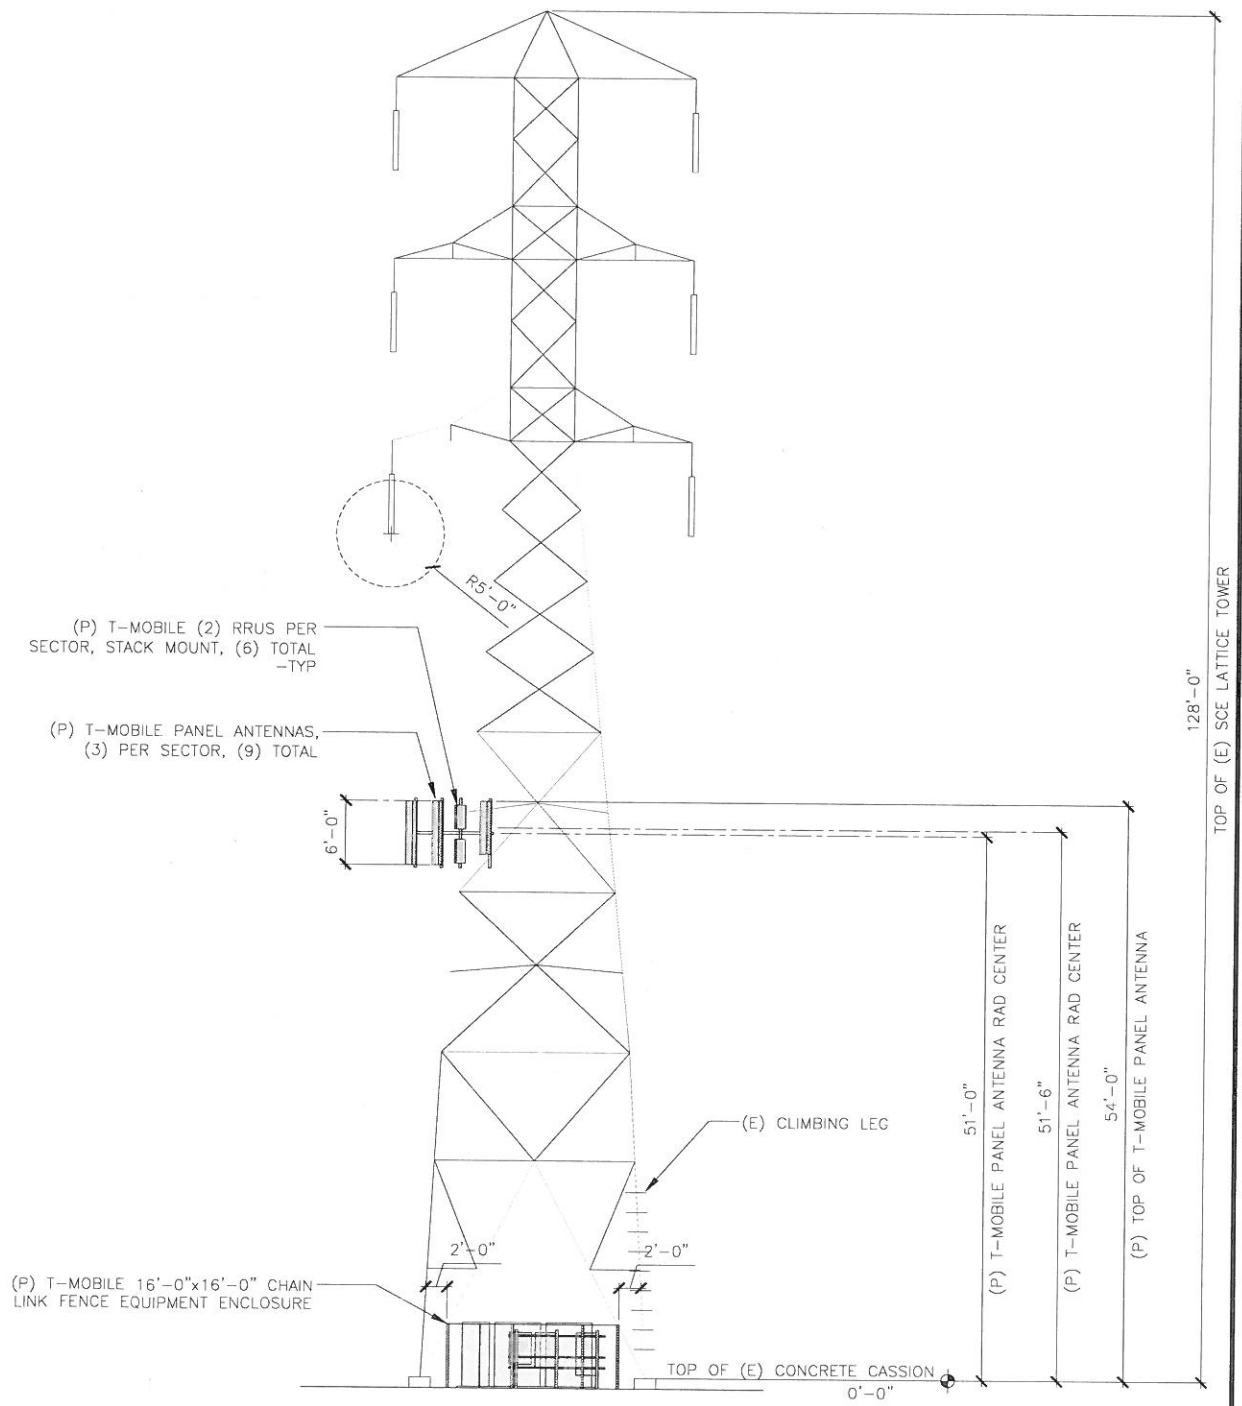 R5'-0"
(P) T-MOBILE (2) RRUS PER
SECTOR, STACK MOUNT, (6) TOTAL
-TYP
(P) T-MOBILE PANEL ANTENNAS,
(3) PER SECTOR, (9) TOTAL
6'-0"
128'-0"
TOP OF (E) SCE LATTICE TOWER
51'-0"
(P) T-MOBILE PANEL ANTENNA RAD CENTER
51'-6"
(P) T-MOBILE PANEL ANTENNA RAD CENTER
54'-0"
(P) TOP OF T-MOBILE PANEL ANTENNA
(E) CLIMBING LEG
2'-0"
2'-0"
(P) T-MOBILE 16'-0"x16'-0" CHAIN
LINK FENCE EQUIPMENT ENCLOSURE
TOP OF (E) CONCRETE CASSION
0'-0"